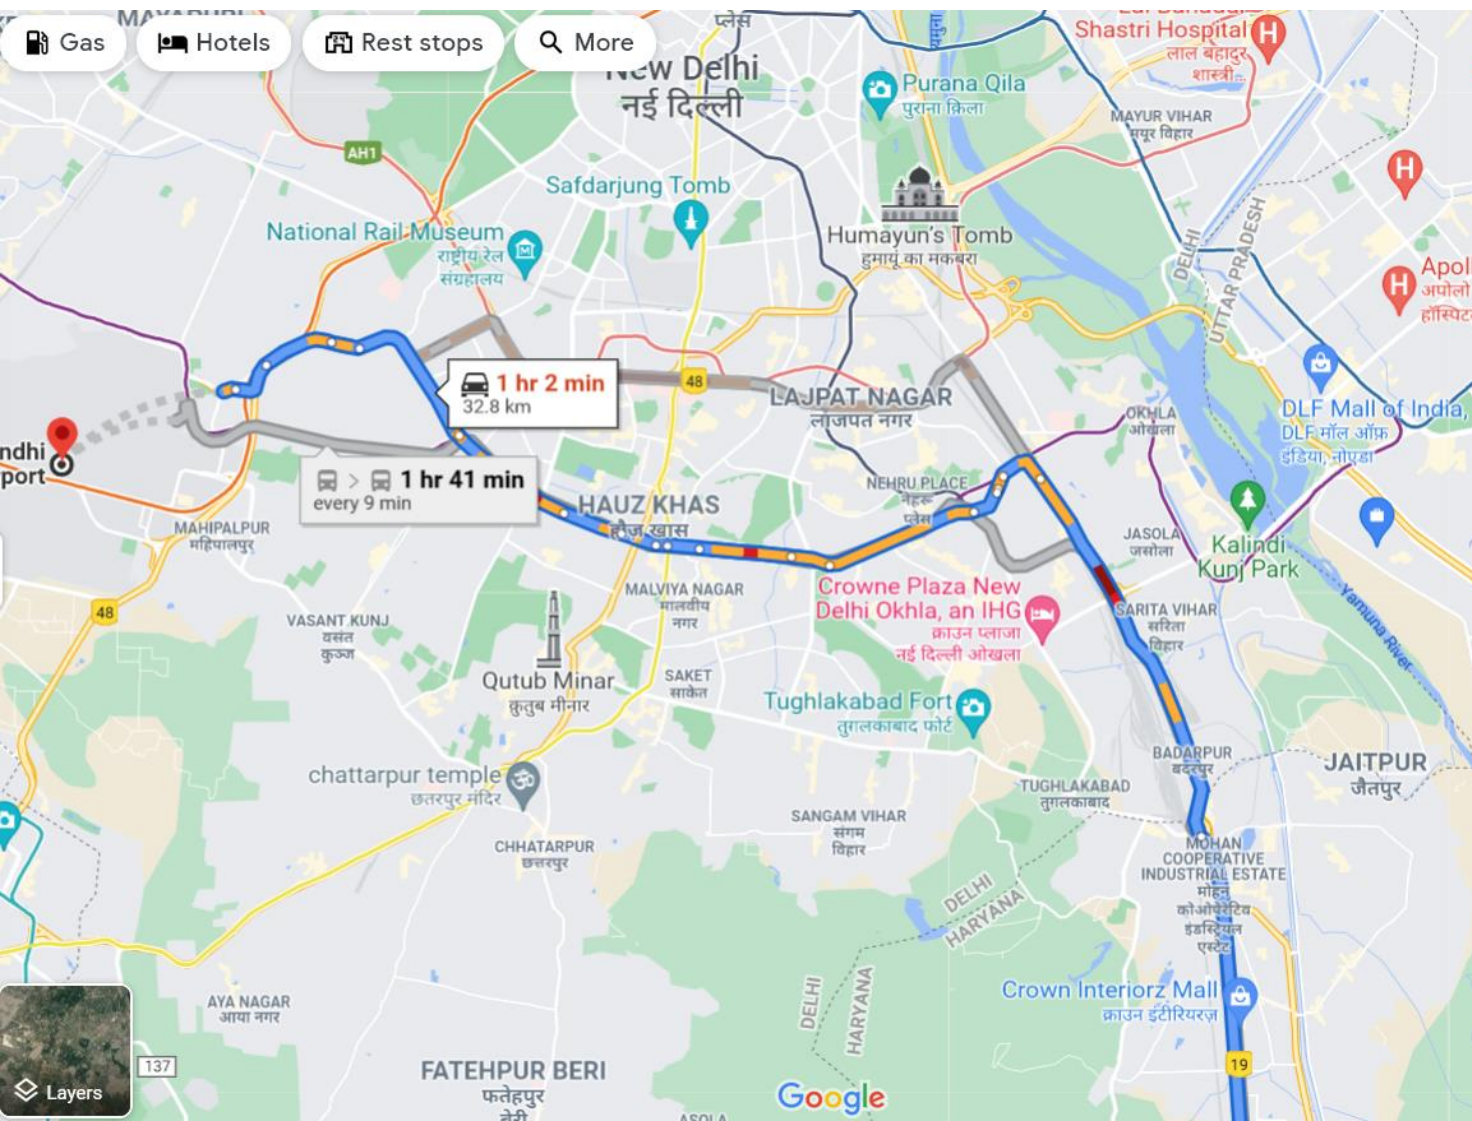 Gas
Hotels
Rest stops
More
प्लेस
New Delhi
नई दिल्ली
Shastri Hospital
लाल बहादुर
शास्त्री...
Purana Qila
पुराना क़िला
MAYUR VIHAR
मयूर विहार
AH1
Safdarjung Tomb
National Rail Museum
राष्ट्रीय रेल
संग्रहालय
Humayun's Tomb
हुमायूं का मकबरा
DELHI
UTTAR PRADESH
Apoll
अपोलो
1 hr 2 min
32.8 km
48
LAJPAT NAGAR
लाजपत नगर
OKHLA
ओखला
DLF Mall of India,
DLF मॉल ऑफ़
इंडिया, नोएडा
ndhi
port
1 hr 41 min
every 9 min
NEHRU PLACE
नेहरू
प्लेस
HAUZ KHAS
हौज़ खास
MAHIPALPUR
महिपालपुर
JASOLA
जसोला
Kalindi
Kunj Park
Yamuna River
MALVIYA NAGAR
मालवीय
नगर
Crowne Plaza New
Delhi Okhla, an IHG
क्राउन प्लाजा
नई दिल्ली ओखला
SARITA VIHAR
सरिता
विहार
48
VASANT KUNJ
वसंत
कुञ्ज
Qutub Minar
क़ुतुब मीनार
SAKET
साकेत
Tughlakabad Fort
तुगलकाबाद फोर्ट
BADARPUR
बदरपुर
JAITPUR
जैतपुर
chattarpur temple
छतरपुर मंदिर
TUGHLAKABAD
तुगलकाबाद
SANGAM VIHAR
संगम
विहार
CHHATARPUR
छत्तरपुर
MOHAN
COOPERATIVE
INDUSTRIAL ESTATE
मोहन
कोओपरेटिव
इंडस्ट्रियल
एस्टेट
DELHI
HARYANA
DELHI
HARYANA
Crown Interiorz Mall
क्राउन इंटीरियरज़
AYA NAGAR
आया नगर
137
Layers
FATEHPUR BERI
फतेहपुर
बेरी
19
Google